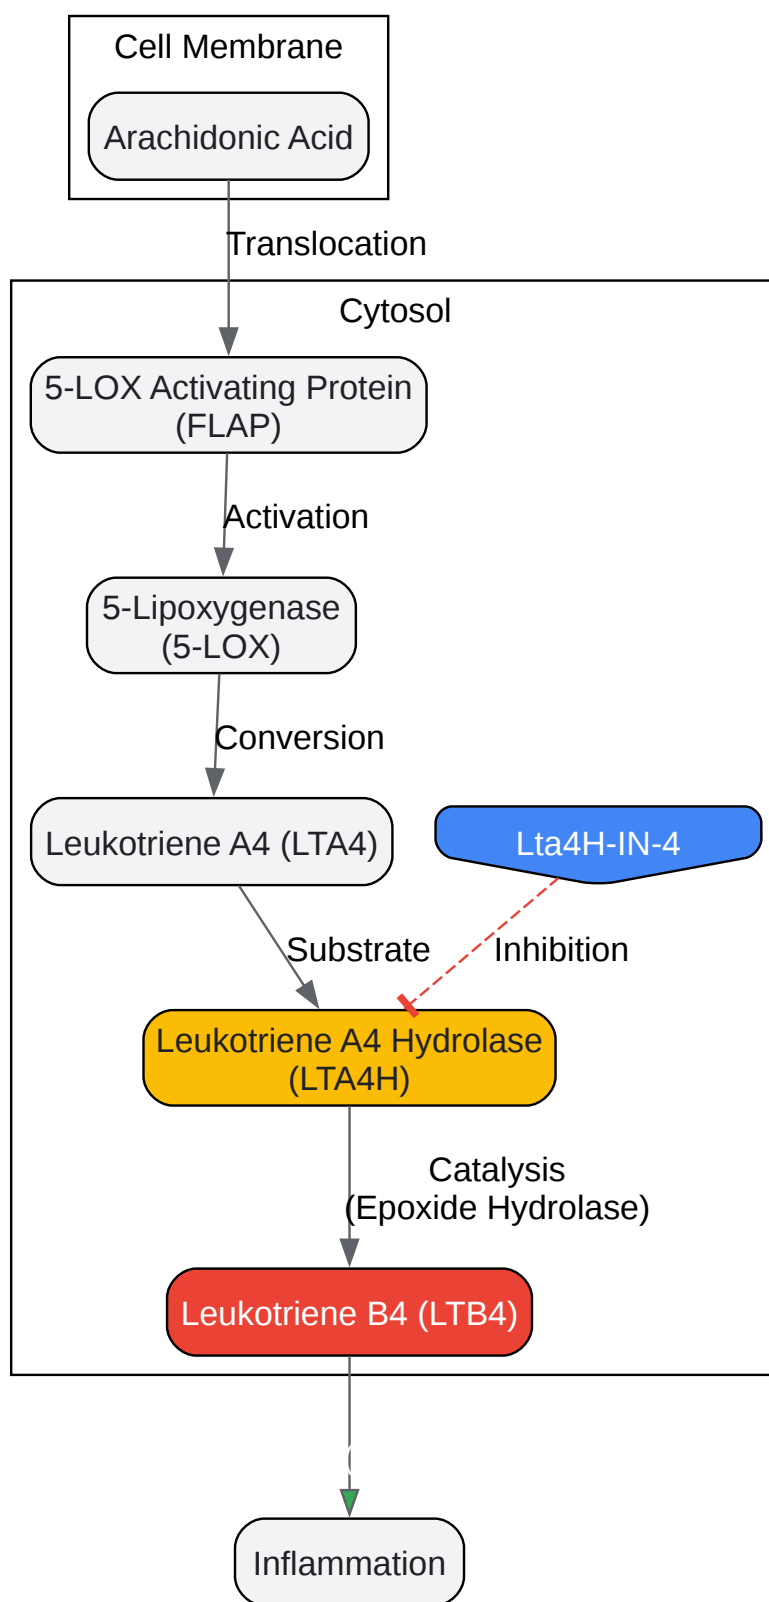 Cell Membrane
Arachidonic Acid
Translocation
Cytosol
5-LOX Activating Protein
(FLAP)
Activation
5-Lipoxygenase
(5-LOX)
Conversion
Leukotriene A4 (LTA4)
Lta4H-IN-4
Substrate
Inhibition
Leukotriene A4 Hydrolase
(LTA4H)
Catalysis
(Epoxide Hydrolase)
Leukotriene B4 (LTB4)
Inflammation